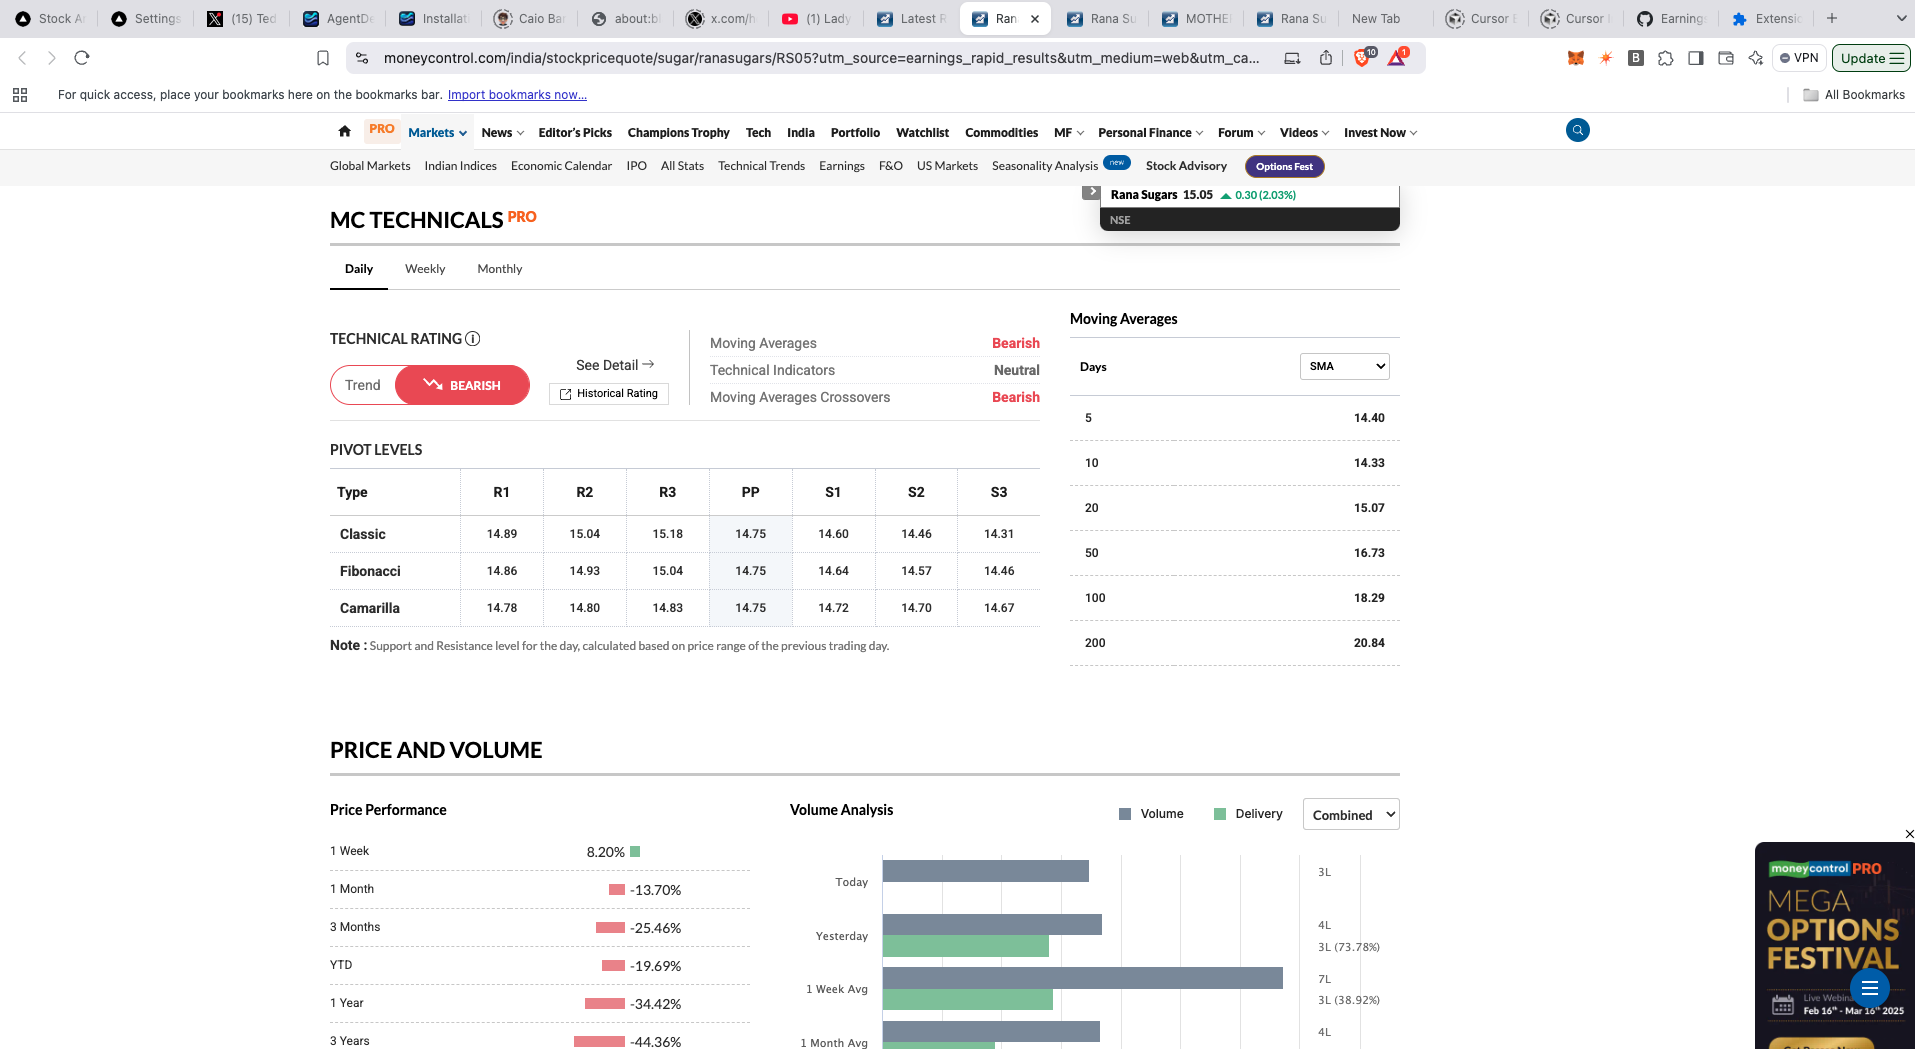 Stock Ar
Settings
(15) Ted
AgentDe
Installat
Caio Bar
about:bl
x.com/h
(1) Lady
Latest R
Ran
Rana Su
MOTHE
Rana Su
New Tab
Cursor E
Cursor
Earning
Extensio
moneycontrol.com/india/stockpricequote/sugar/ranasugars/RS05?utm_source=earnings_rapid_results&utm_medium=web&utm_ca...
10
1
B
VPN
Update
For quick access, place your bookmarks here on the bookmarks bar. Import bookmarks now...
All Bookmarks
PRO Markets News Editor's Picks Champions Trophy Tech India Portfolio Watchlist Commodities MF Personal Finance Forum Videos Invest Now
Global Markets Indian Indices Economic Calendar IPO All Stats Technical Trends Earnings F&O US Markets Seasonality Analysis new Stock Advisory Options Fest
Rana Sugars 15.05 0.30 (2.03%)
NSE
MC TECHNICALS PRO
Daily Weekly Monthly
TECHNICAL RATING
Trend BEARISH
See Detail
Historical Rating
Moving Averages Bearish
Technical Indicators Neutral
Moving Averages Crossovers Bearish
PIVOT LEVELS
Type R1 R2 R3 PP S1 S2 S3
Classic 14.89 15.04 15.18 14.75 14.60 14.46 14.31
Fibonacci 14.86 14.93 15.04 14.75 14.64 14.57 14.46
Camarilla 14.78 14.80 14.83 14.75 14.72 14.70 14.67
Note : Support and Resistance level for the day, calculated based on price range of the previous trading day.
Moving Averages
Days SMA
5 14.40
10 14.33
20 15.07
50 16.73
100 18.29
200 20.84
PRICE AND VOLUME
Price Performance
1 Week 8.20%
1 Month -13.70%
3 Months -25.46%
YTD -19.69%
1 Year -34.42%
3 Years -44.36%
Volume Analysis
Volume Delivery Combined
Today 3L
Yesterday 4L
3L (73.78%)
1 Week Avg 7L
3L (38.92%)
1 Month Avg 4L
moneycontrol PRO
MEGA
OPTIONS
FESTIVAL
Live Webina
Feb 16th - Mar 16th 2025